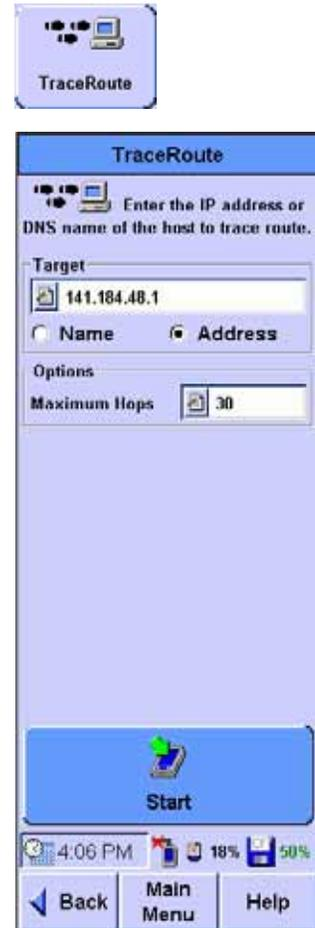 TraceRoute
TraceRoute
Enter the IP address or
DNS name of the host to trace route.
Target
141.184.48.1
Name Address
Options
Maximum Hops 30
Start
4:06 PM 18% 50%
Back Main Menu Help